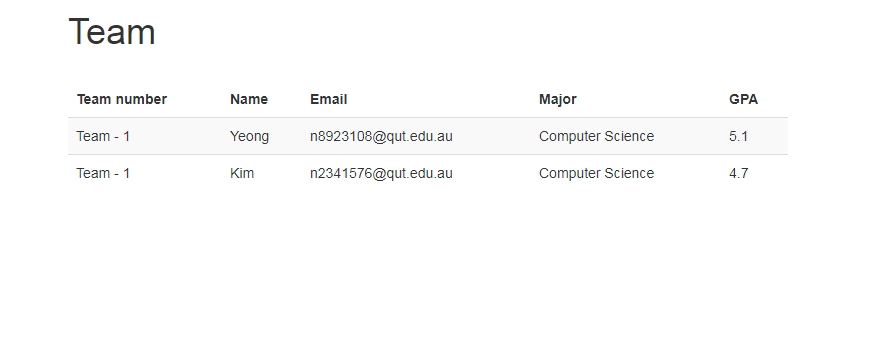 Team
Team number Name Email Major GPA
Team - 1 Yeong n8923108@qut.edu.au Computer Science 5.1
Team - 1 Kim n2341576@qut.edu.au Computer Science 4.7